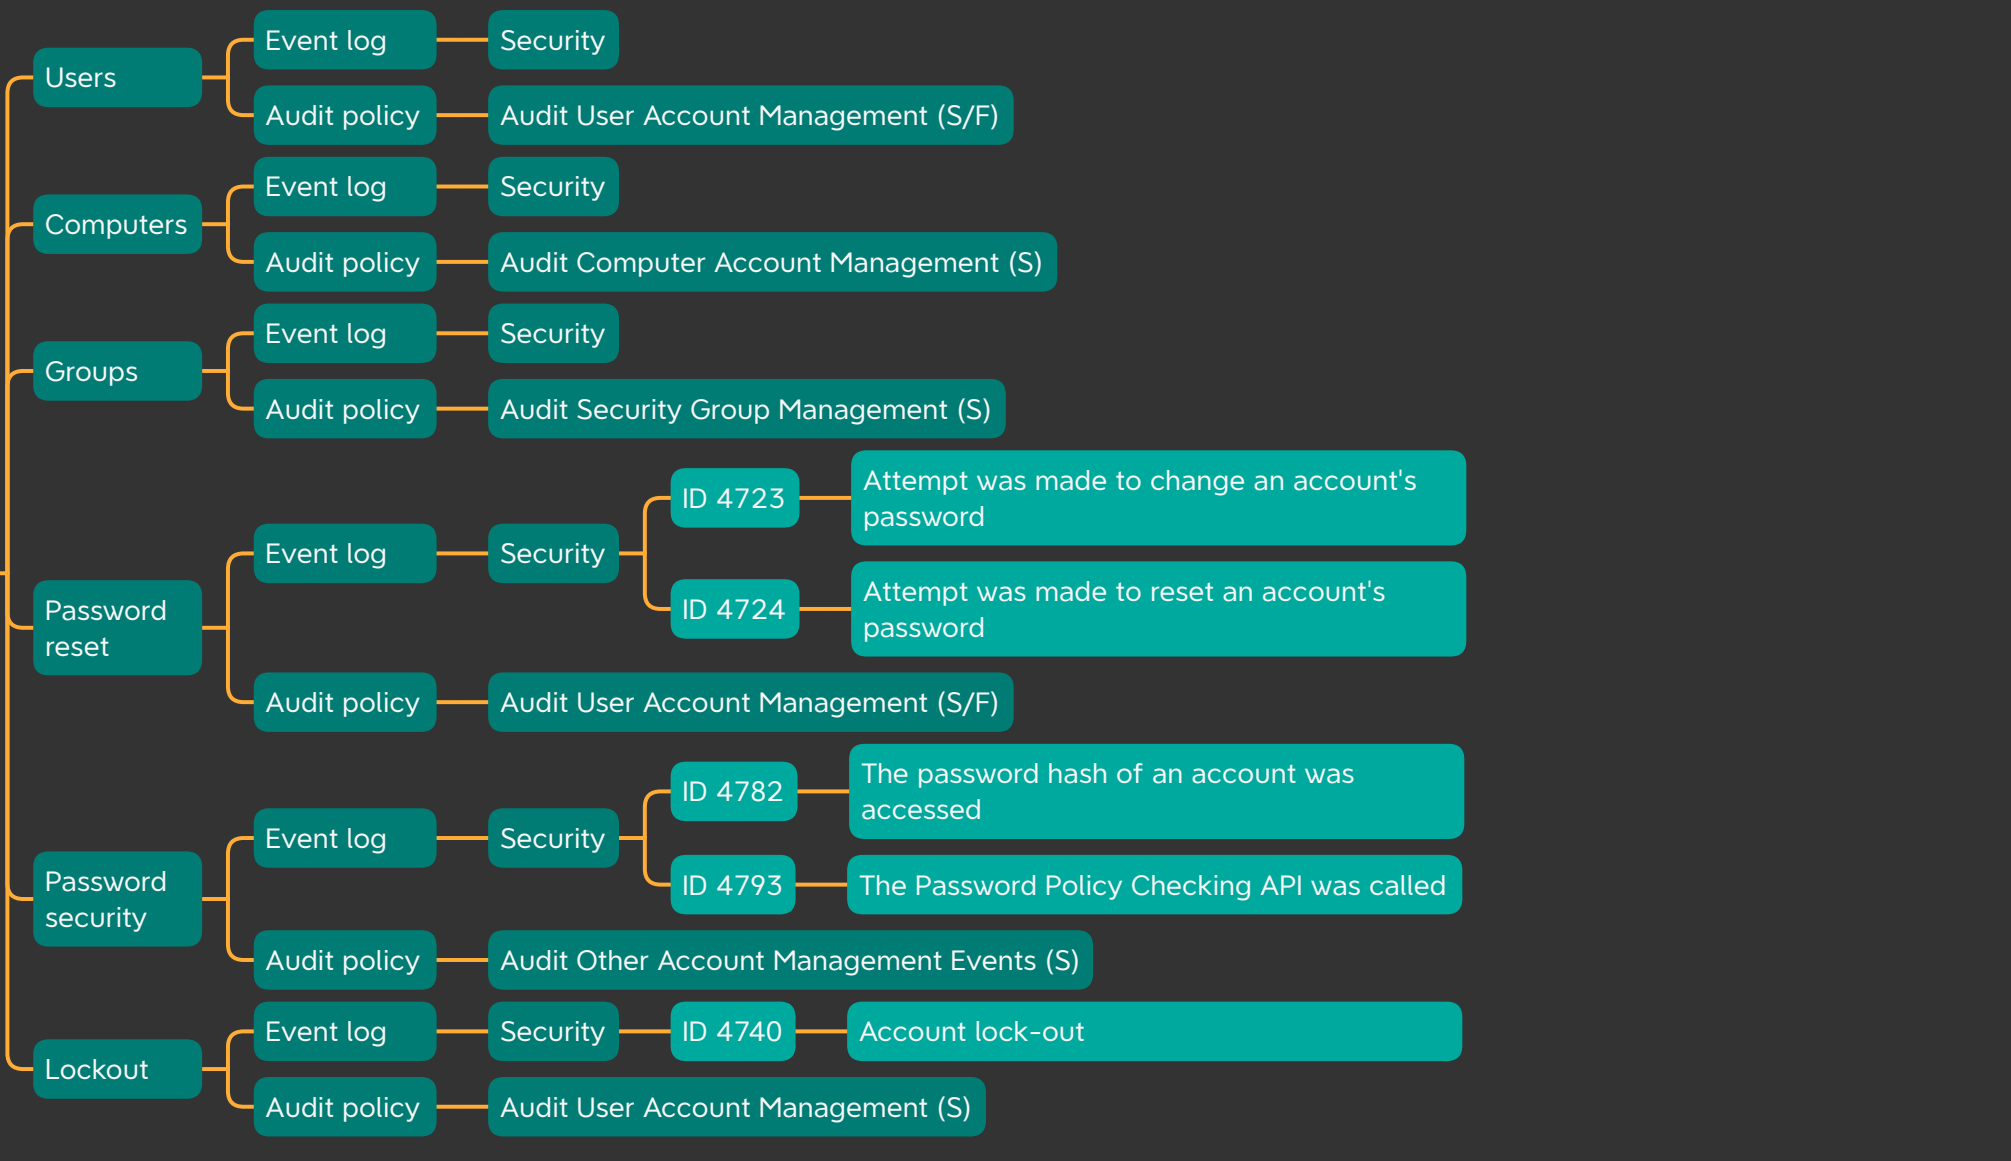 Users
Event log
Security
Audit policy
Audit User Account Management (S/F)
Computers
Event log
Security
Audit policy
Audit Computer Account Management (S)
Groups
Event log
Security
Audit policy
Audit Security Group Management (S)
Password
reset
Event log
Security
ID 4723
Attempt was made to change an account's
password
ID 4724
Attempt was made to reset an account's
password
Audit policy
Audit User Account Management (S/F)
Password
security
Event log
Security
ID 4782
The password hash of an account was
accessed
ID 4793
The Password Policy Checking API was called
Audit policy
Audit Other Account Management Events (S)
Lockout
Event log
Security
ID 4740
Account lock-out
Audit policy
Audit User Account Management (S)